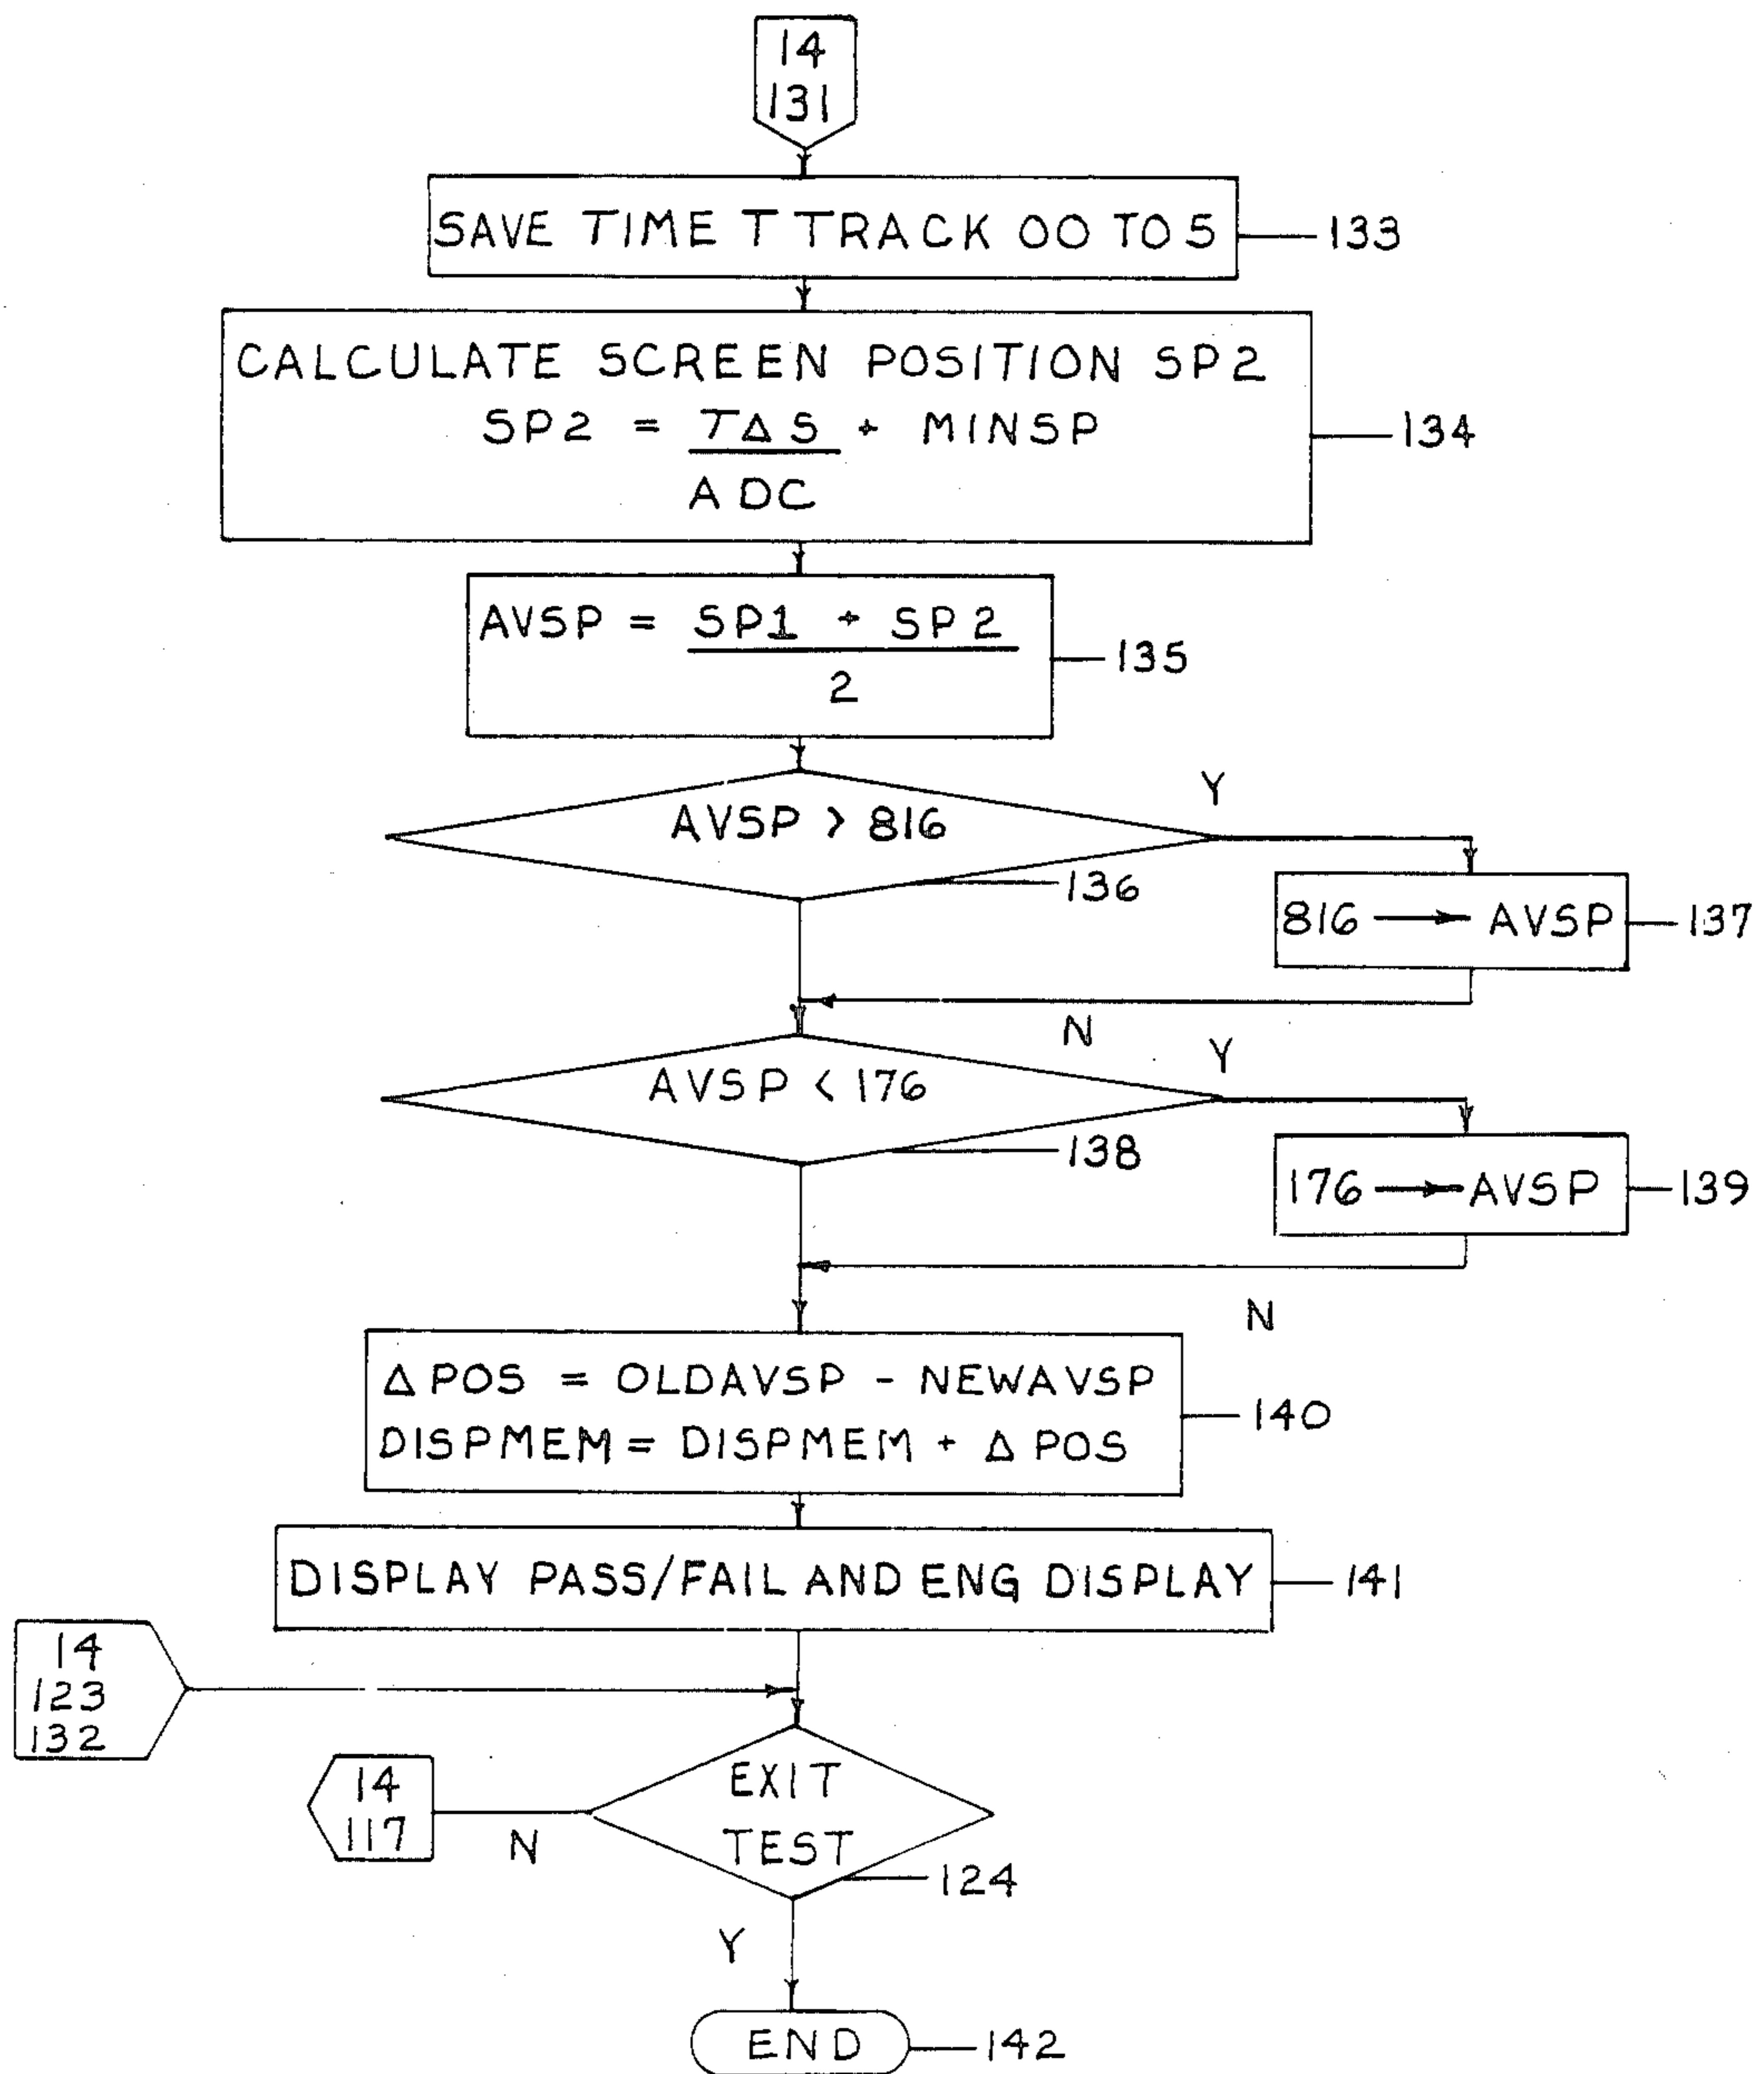 14
131
SAVE TIME T TRACK 00 TO 5
133
CALCULATE SCREEN POSITION SP2
SP2 = TΔS + MINSP
ADC
134
AVSP = SP1 + SP2
2
135
AVSP > 816
Y
136
816 → AVSP
137
N
AVSP < 176
Y
138
176 → AVSP
139
N
Δ POS = OLDAVSP - NEWAVSP
DISPMEM = DISPMEM + Δ POS
140
DISPLAY PASS/FAIL AND ENG DISPLAY
141
14
123
132
EXIT
TEST
124
14
117
N
Y
END
142